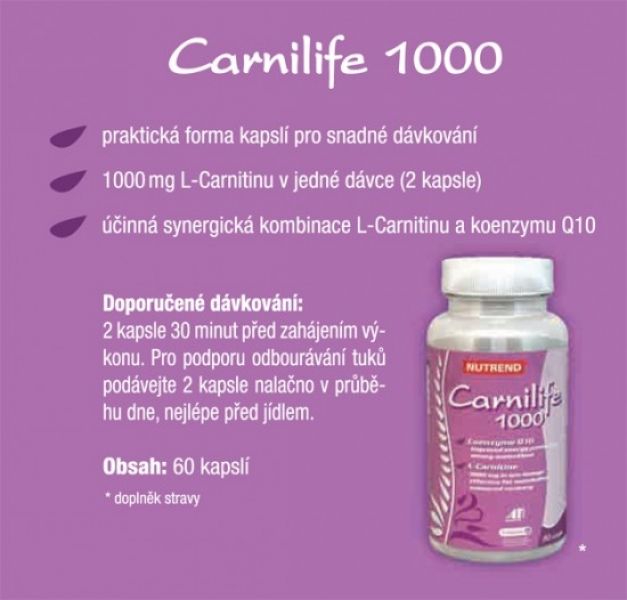 Carnilife 1000
praktická forma kapslí pro snadné dávkování
1000 mg L-Carnitinu v jedné dávce (2 kapsle)
účinná synergická kombinace L-Carnitinu a koenzymu Q10
Doporučené dávkování:
2 kapsle 30 minut před zahájením vý-
konu. Pro podporu odbourávání tuků
podávejte 2 kapsle nalačno v průbě-
hu dne, nejlépe před jídlem.
Obsah: 60 kapslí
* doplněk stravy
NUTREND
Carnilife
1000
Coenzyme Q10
L-Carnitine
*